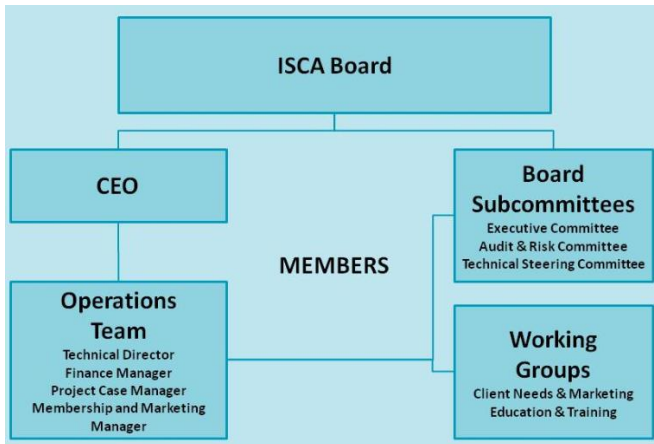 ISCA Board
CEO
Board
Subcommittees
Executive Committee
Audit & Risk Committee
Technical Steering Committee
MEMBERS
Operations
Team
Technical Director
Finance Manager
Project Case Manager
Membership and Marketing
Manager
Working
Groups
Client Needs & Marketing
Education & Training